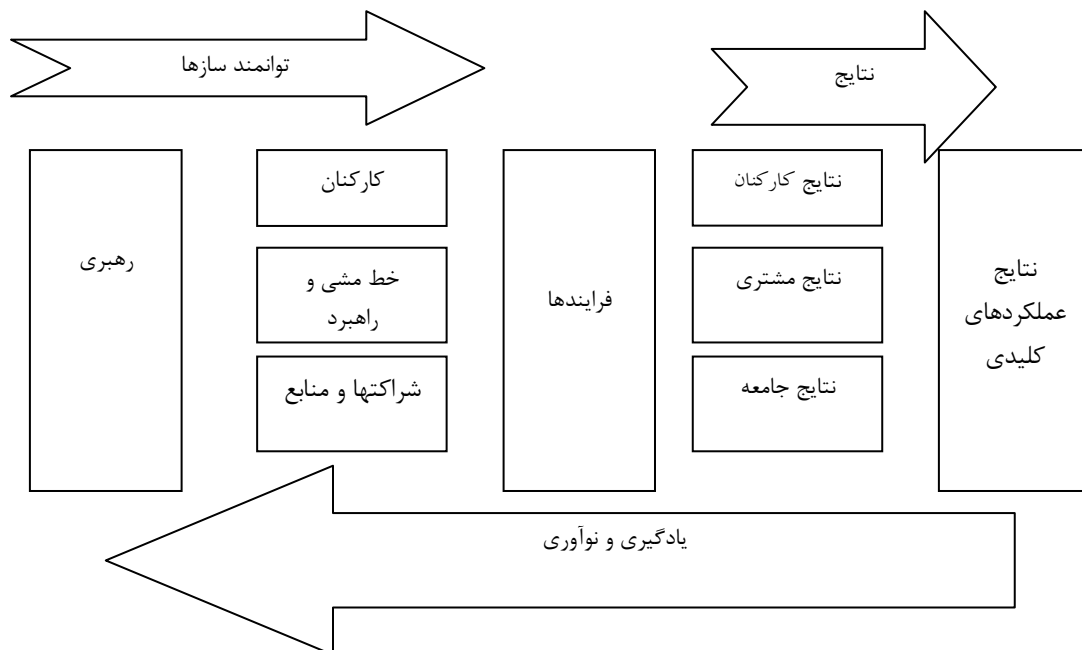 توانمند سازها
نتایج
رهبری
کارکنان
خط مشی و
راهبرد
شراکتها و منابع
فرایندها
نتایج کارکنان
نتایج مشتری
نتایج جامعه
نتایج
عملکردهای
کلیدی
یادگیری و نوآوری